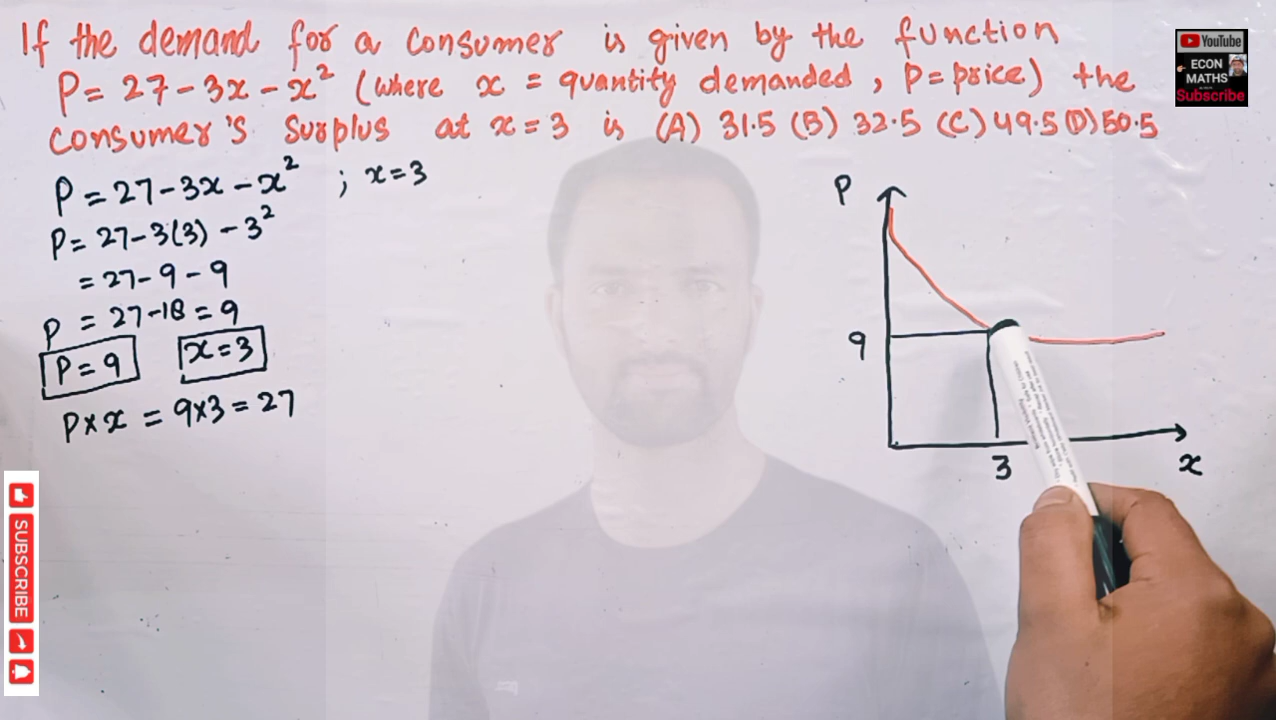 If the demand for a consumer is given by the function
P = 27 - 3x - x² (where x = quantity demanded, p = price) the
consumer's surplus at x = 3 is (A) 31.5 (B) 32.5 (C) 49.5 (D) 50.5
P = 27 - 3x - x² ; x = 3
P = 27 - 3(3) - 3²
= 27 - 9 - 9
P = 27 - 18 = 9
P = 9 x = 3
P × x = 9 × 3 = 27
P
9
3
x
YouTube
ECON
MATHS
Subscribe
SUBSCRIBE